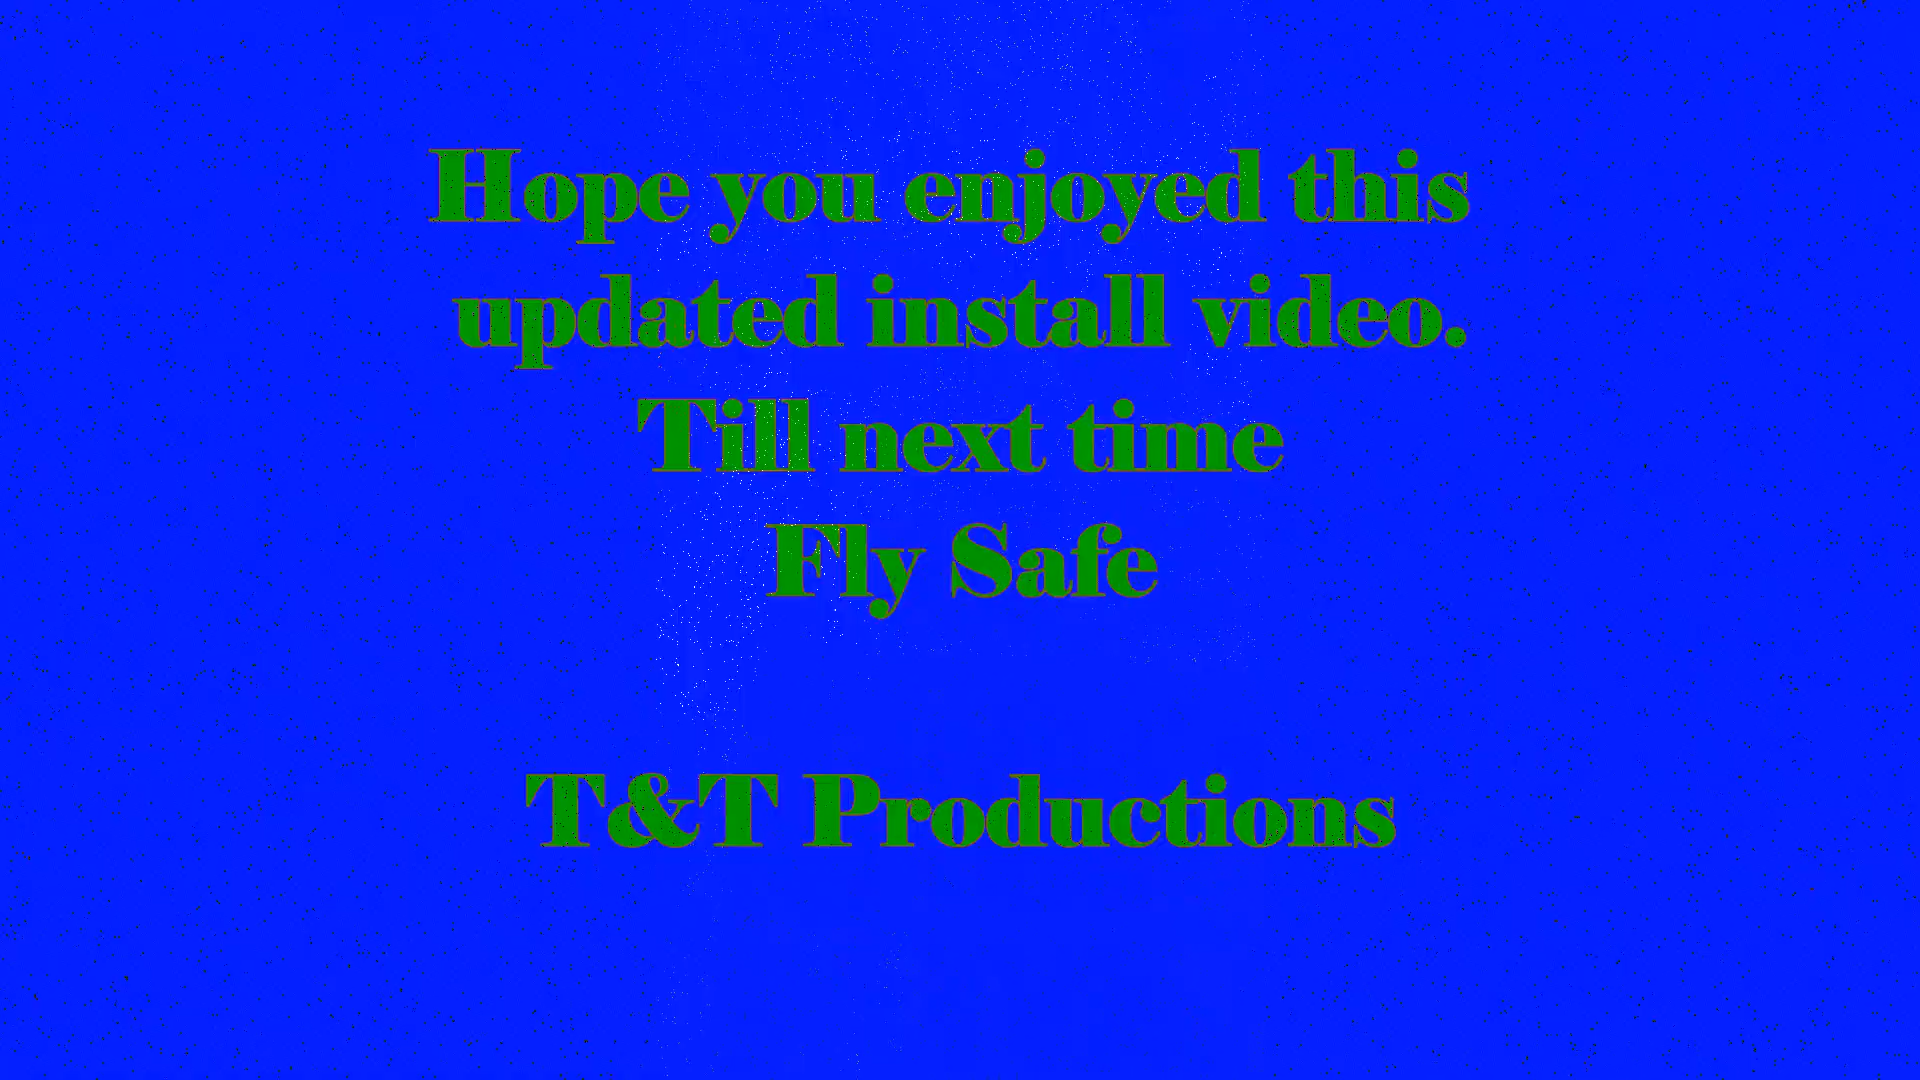 Hope you enjoyed this
updated install video.
Till next time
Fly Safe
T&T Productions